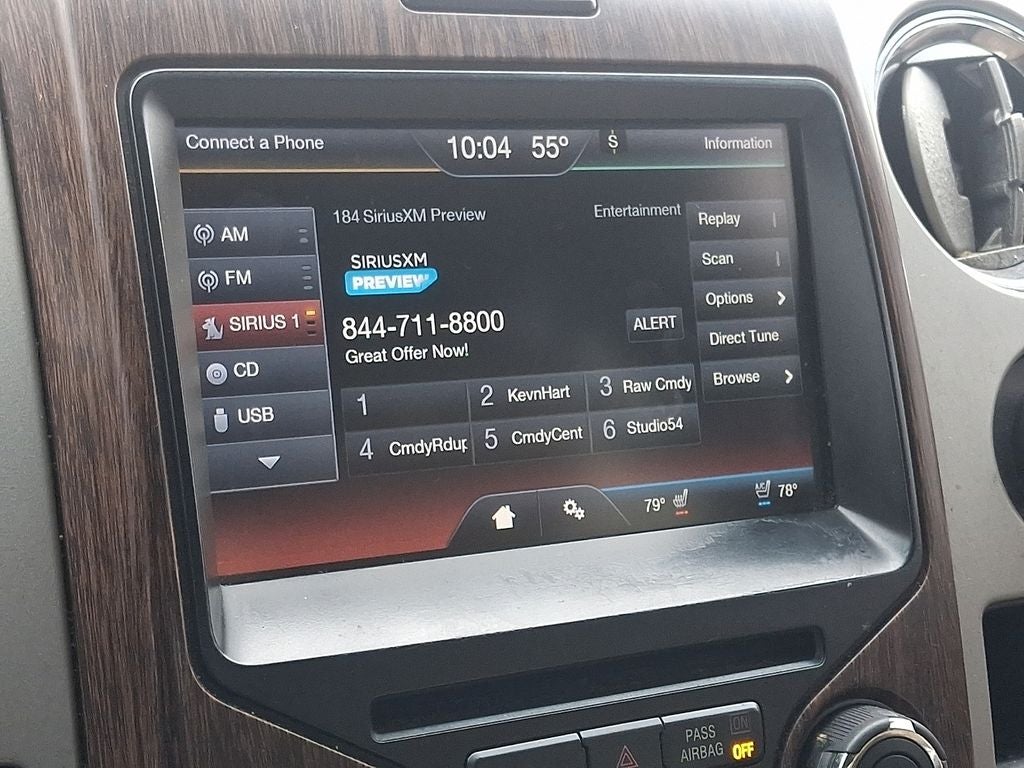 Connect a Phone
10:04 55°
S
Information
AM
FM
SIRIUS 1
CD
USB
184 SiriusXM Preview
Entertainment
SIRIUSXM
PREVIEW
844-711-8800
Great Offer Now!
ALERT
1
2 KevnHart
3 Raw Cmdy
4 CmdyRdup
5 CmdyCent
6 Studio54
Replay
Scan
Options
Direct Tune
Browse
79°
A/C
78°
PASS AIRBAG
ON
OFF